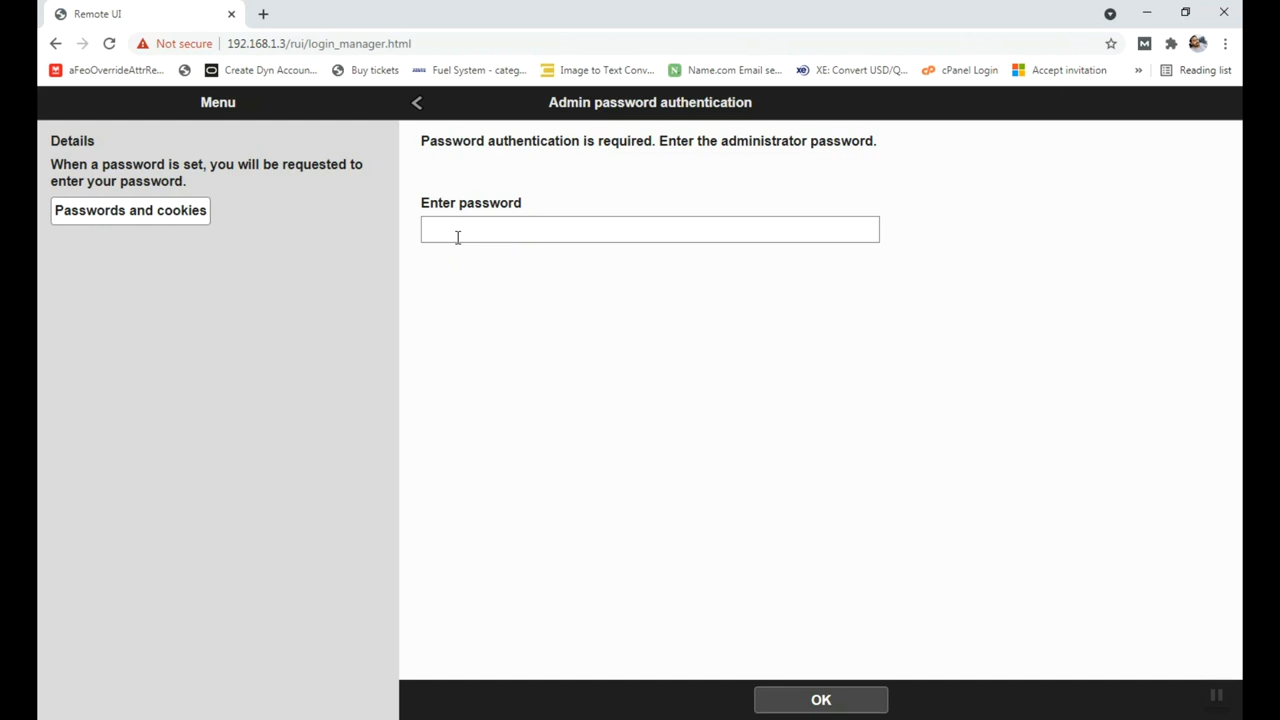 Remote UI
Not secure 192.168.1.3/rui/login_manager.html
M
aFeoOverrideAttrRe... Create Dyn Accoun... Buy tickets Fuel System - categ... Image to Text Conv... N Name.com Email se... xe XE: Convert USD/Q... cP cPanel Login Accept invitation » Reading list
Menu
Admin password authentication
Details
When a password is set, you will be requested to
enter your password.
Passwords and cookies
Password authentication is required. Enter the administrator password.
Enter password
OK